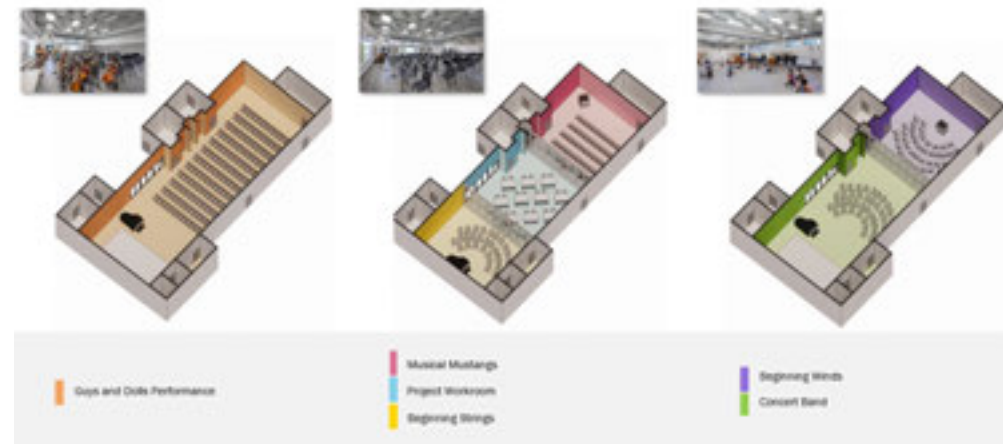 Guys and Dolls Performance
Musical Mustangs
Project Workroom
Beginning Strings
Beginning Winds
Concert Band